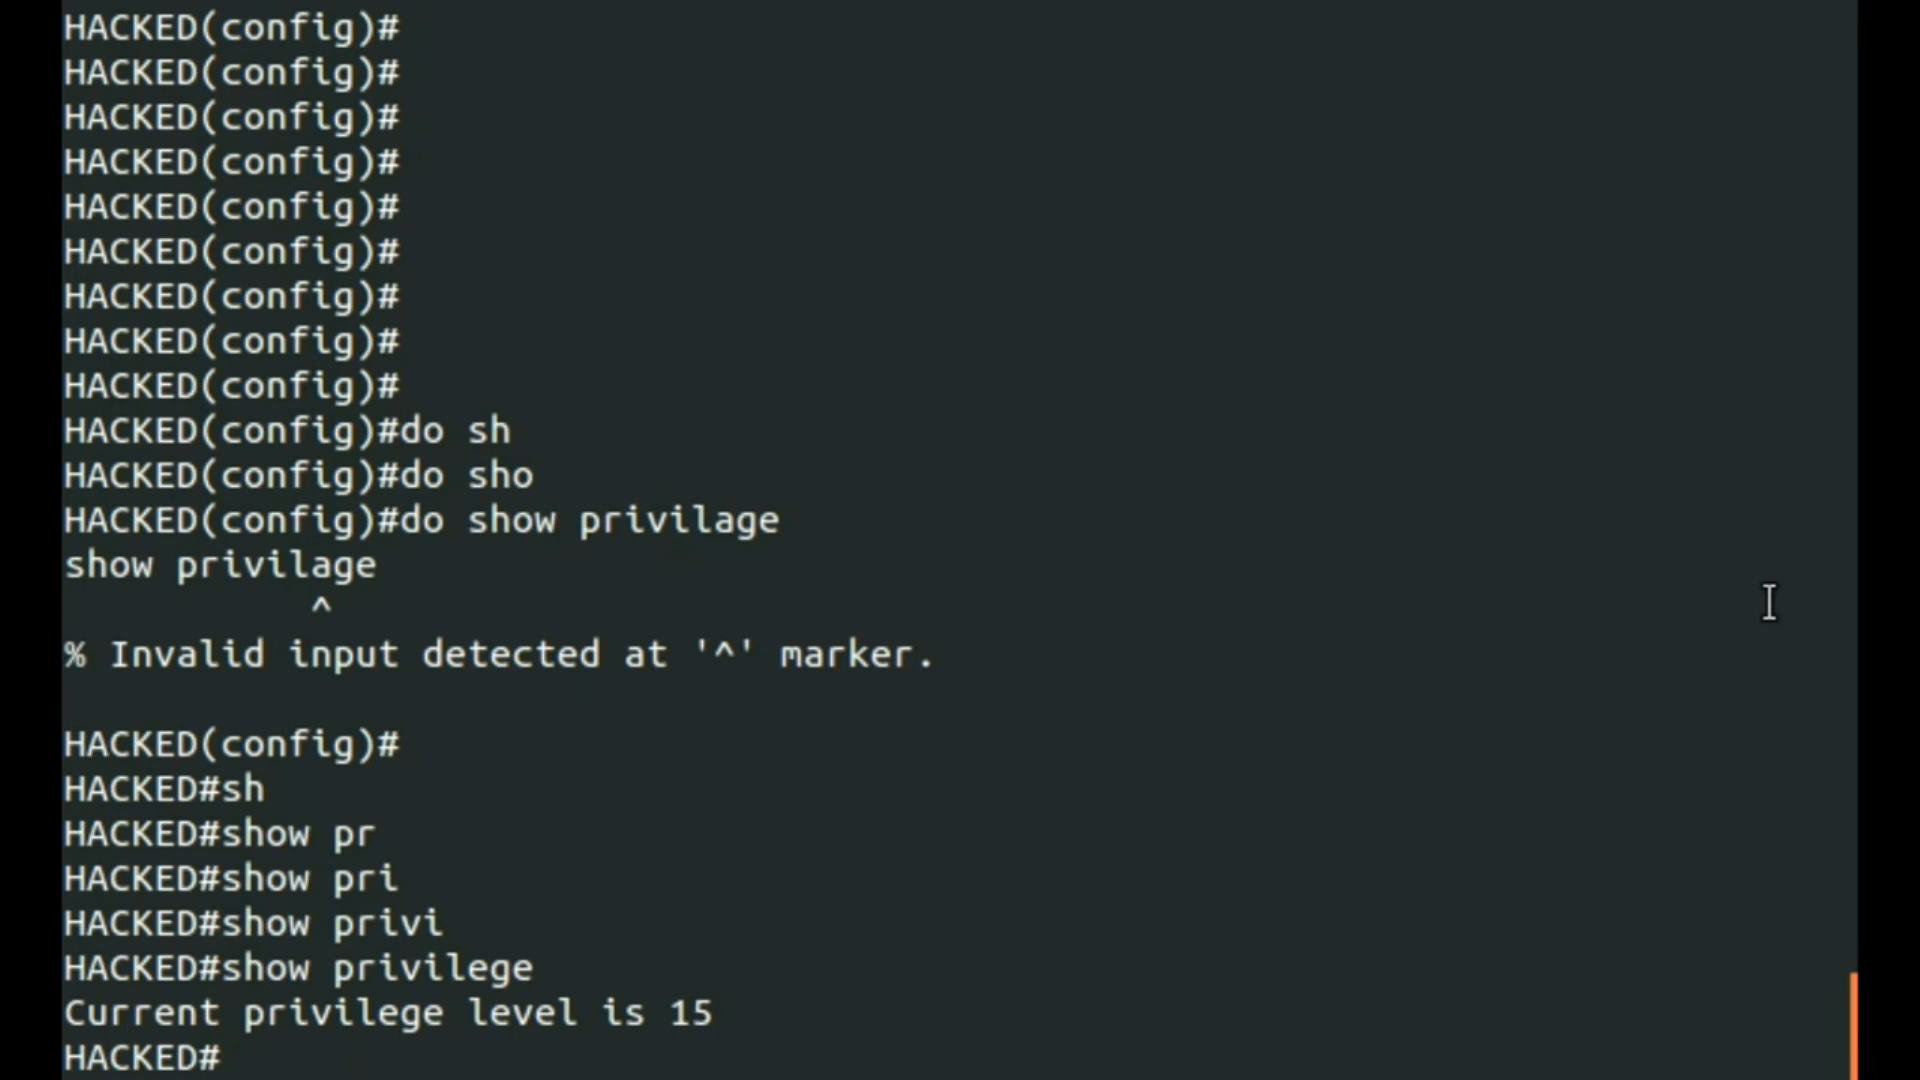 HACKED(config)#
HACKED(config)#
HACKED(config)#
HACKED(config)#
HACKED(config)#
HACKED(config)#
HACKED(config)#
HACKED(config)#
HACKED(config)#
HACKED(config)#do sh
HACKED(config)#do sho
HACKED(config)#do show privilage
show privilage
^
% Invalid input detected at '^' marker.
HACKED(config)#
HACKED#sh
HACKED#show pr
HACKED#show pri
HACKED#show privi
HACKED#show privilege
Current privilege level is 15
HACKED#